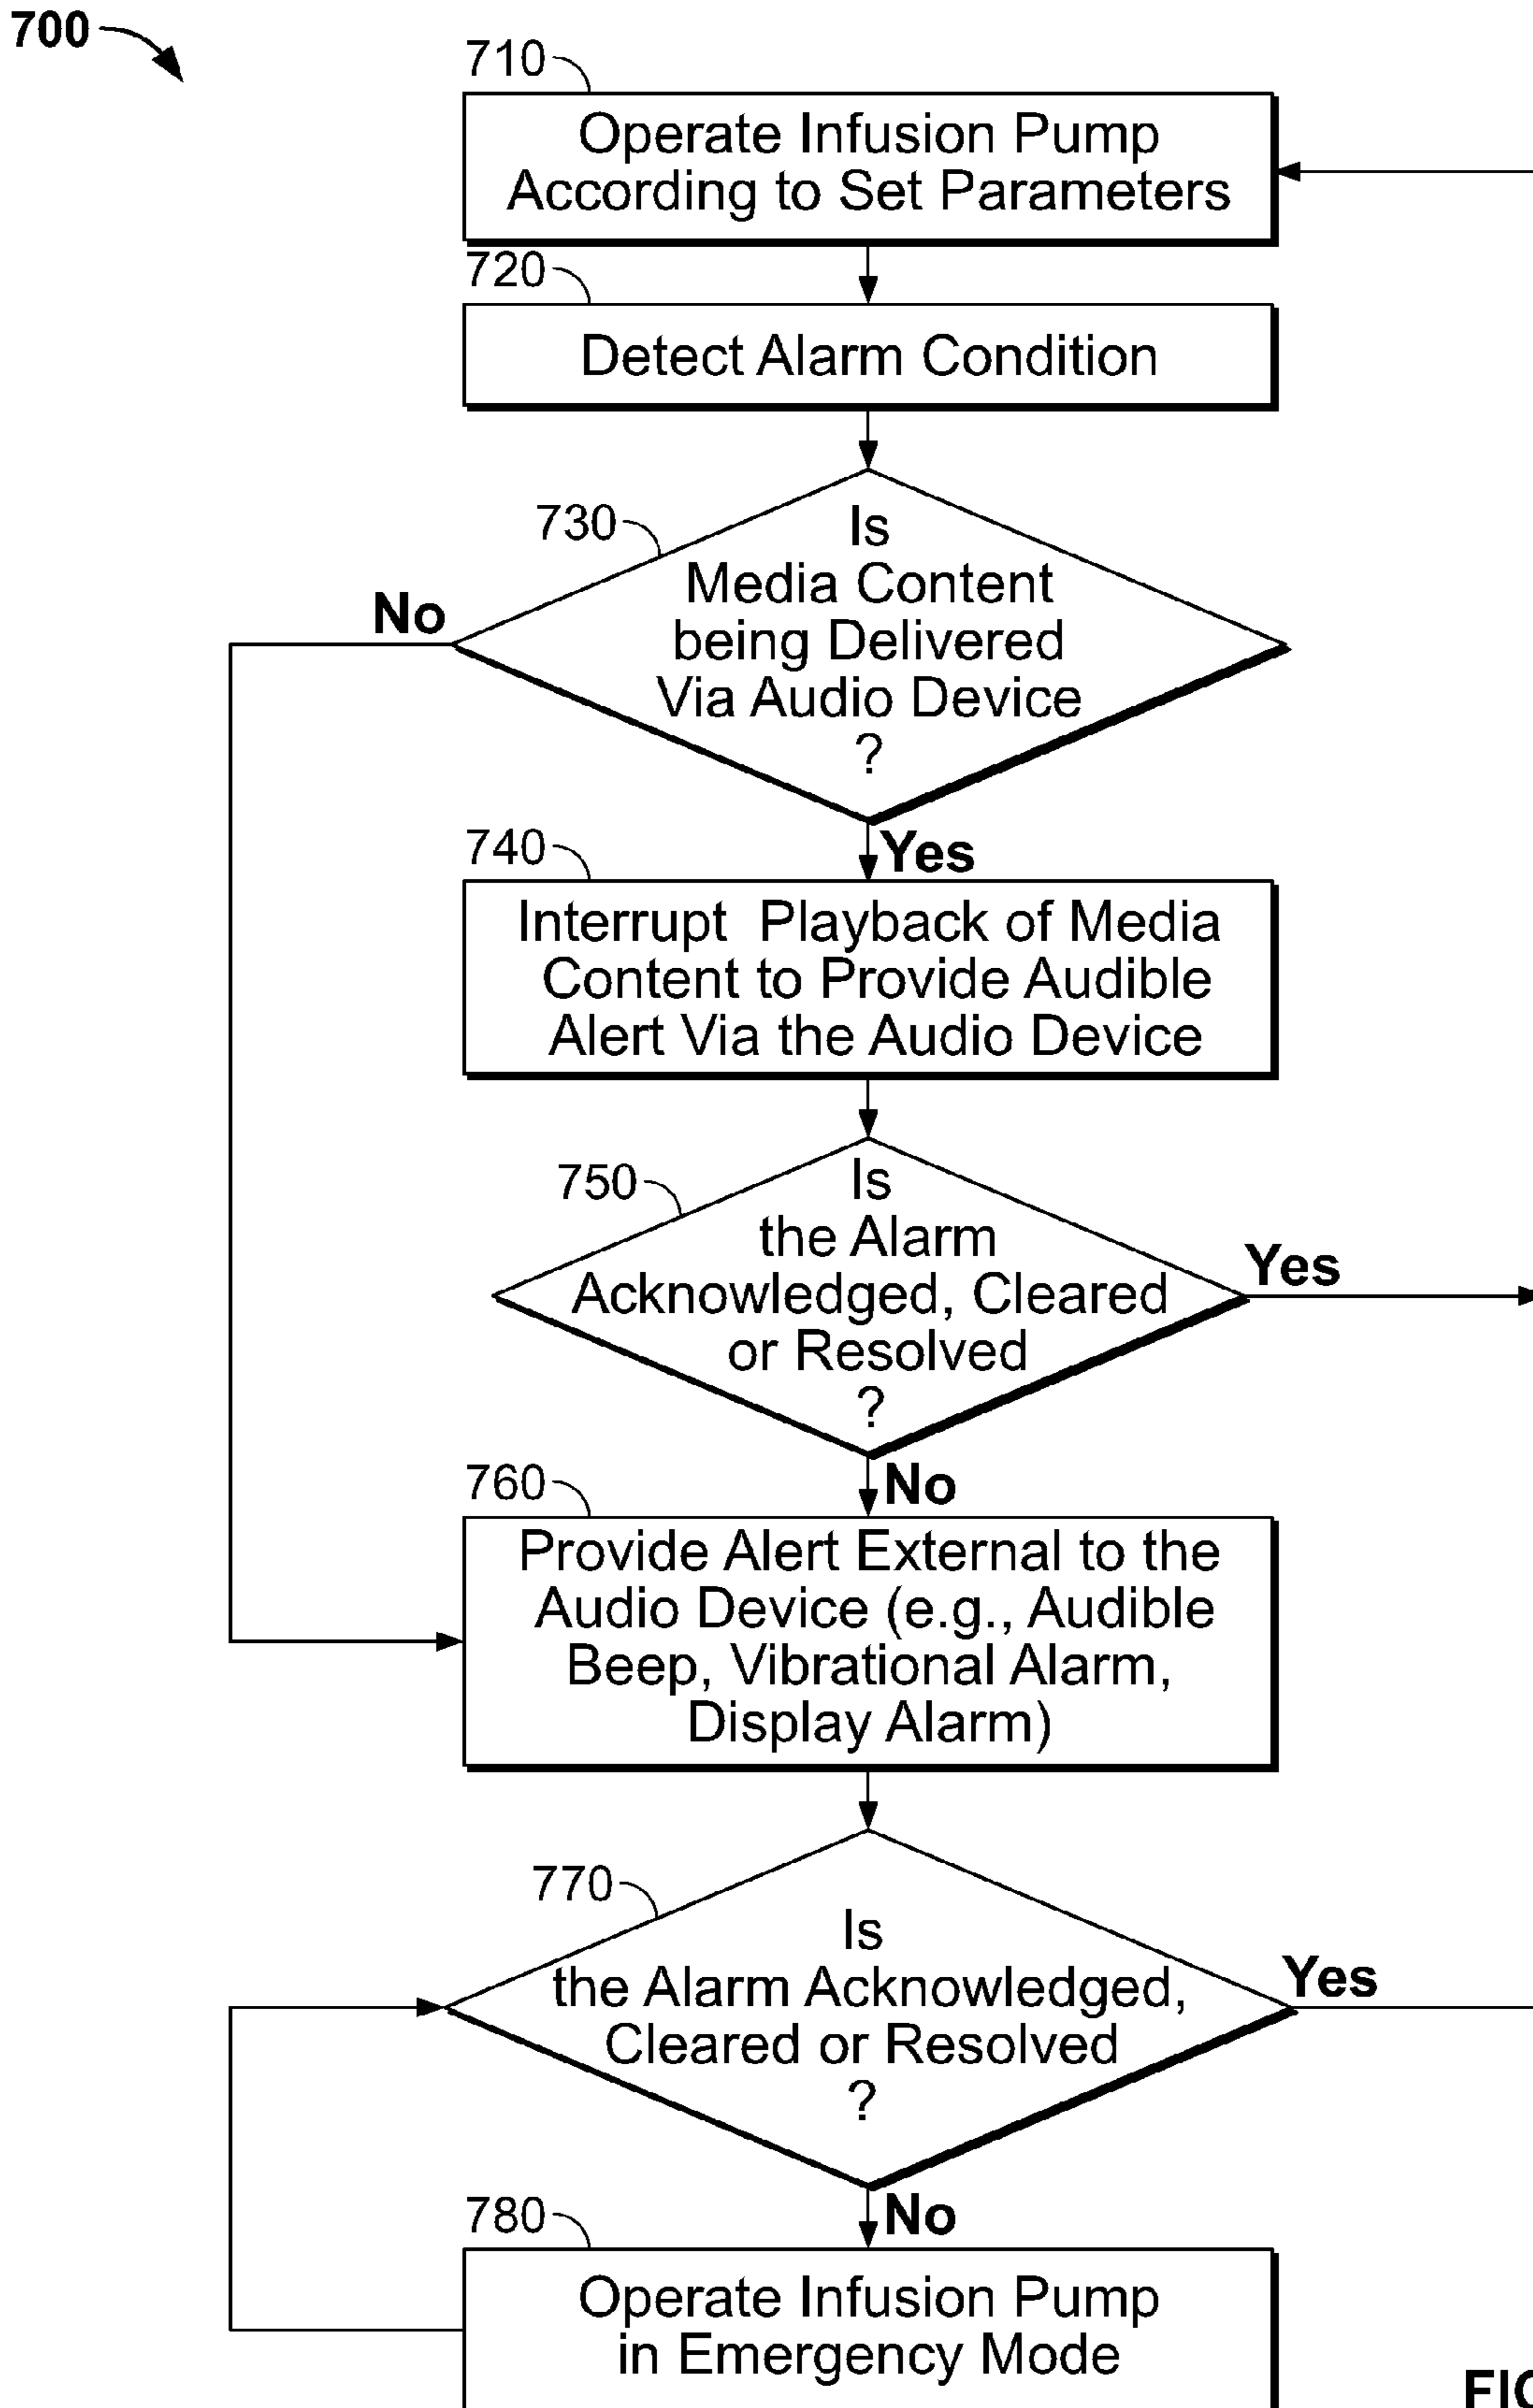 700
710
Operate Infusion Pump
According to Set Parameters
720
Detect Alarm Condition
730
Is
Media Content
being Delivered
Via Audio Device
?
No
Yes
740
Interrupt Playback of Media
Content to Provide Audible
Alert Via the Audio Device
750
Is
the Alarm
Acknowledged, Cleared
or Resolved
?
Yes
No
760
Provide Alert External to the
Audio Device (e.g., Audible
Beep, Vibrational Alarm,
Display Alarm)
770
Is
the Alarm Acknowledged,
Cleared or Resolved
?
Yes
No
780
Operate Infusion Pump
in Emergency Mode